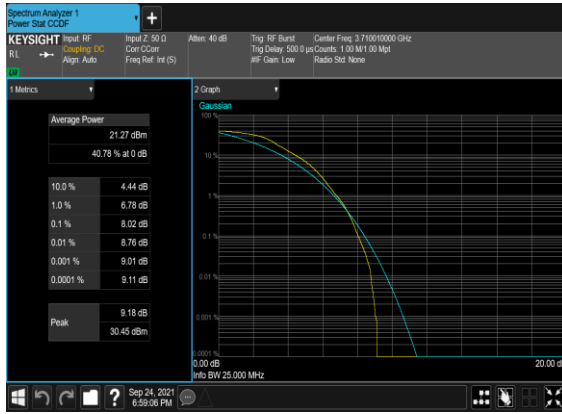 Spectrum Analyzer 1
Power Stat CCDF
KEYSIGHT Input: RF Input Z: 50 Ω Atten: 40 dB Trig: RF Burst Center Freq: 3.710010000 GHz
RL Coupling: DC Corr CCorr Trig Delay: 500.0 µs Counts: 1.00 M/1.00 Mpt
Align: Auto Freq Ref: Int (S) #IF Gain: Low Radio Std: None
1 Metrics
2 Graph
Average Power
21.27 dBm
40.78 % at 0 dB
10.0 % 4.44 dB
1.0 % 6.78 dB
0.1 % 8.02 dB
0.01 % 8.76 dB
0.001 % 9.01 dB
0.0001 % 9.11 dB
Peak 9.18 dB
30.45 dBm
Gaussian
100 %
10 %
1 %
0.1 %
0.01 %
0.001 %
0.0001 %
0.00 dB 20.00 d
Info BW 25.000 MHz
Sep 24, 2021
6:59:06 PM